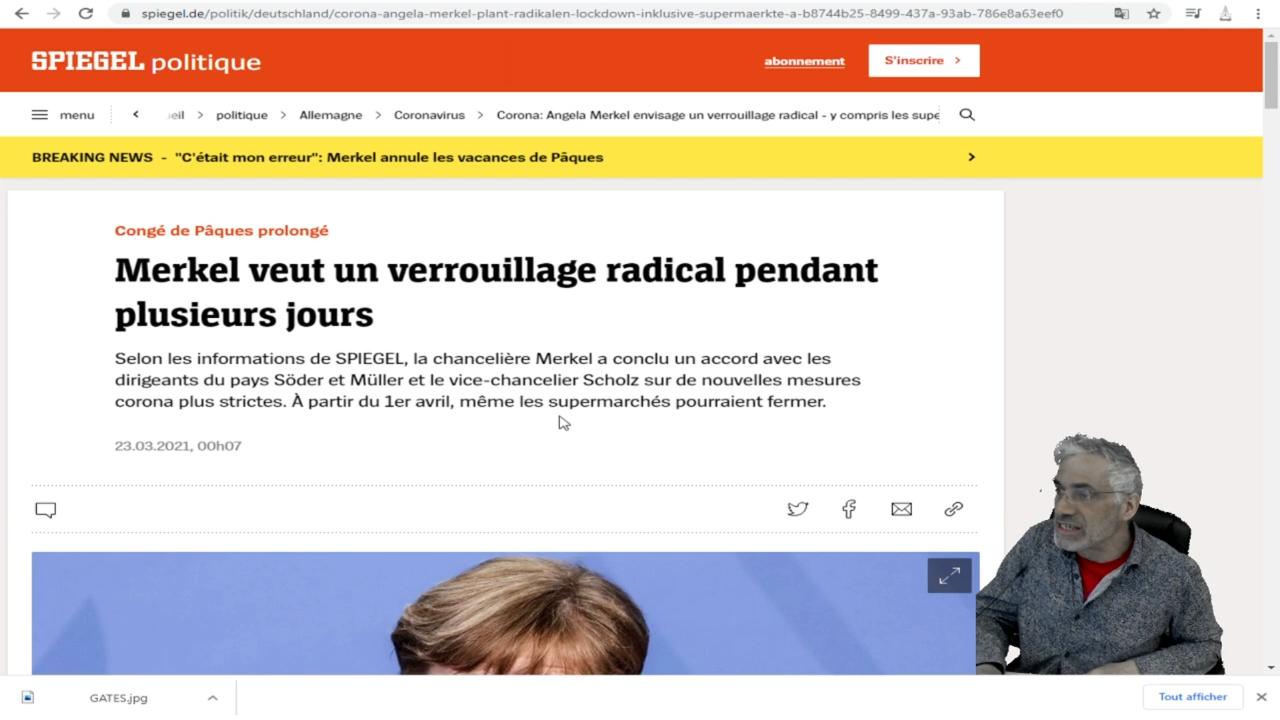 spiegel.de/politik/deutschland/corona-angela-merkel-plant-radikalen-lockdown-inklusive-supermaerkte-a-b8744b25-8499-437a-93ab-786e8a63eef0
SPIEGEL politique
abonnement
S'inscrire
menu
eil > politique > Allemagne > Coronavirus > Corona: Angela Merkel envisage un verrouillage radical - y compris les supe
BREAKING NEWS - "C'était mon erreur": Merkel annule les vacances de Pâques
Congé de Pâques prolongé
Merkel veut un verrouillage radical pendant
plusieurs jours
Selon les informations de SPIEGEL, la chancelière Merkel a conclu un accord avec les
dirigeants du pays Söder et Müller et le vice-chancelier Scholz sur de nouvelles mesures
corona plus strictes. À partir du 1er avril, même les supermarchés pourraient fermer.
23.03.2021, 00h07
GATES.jpg
Tout afficher